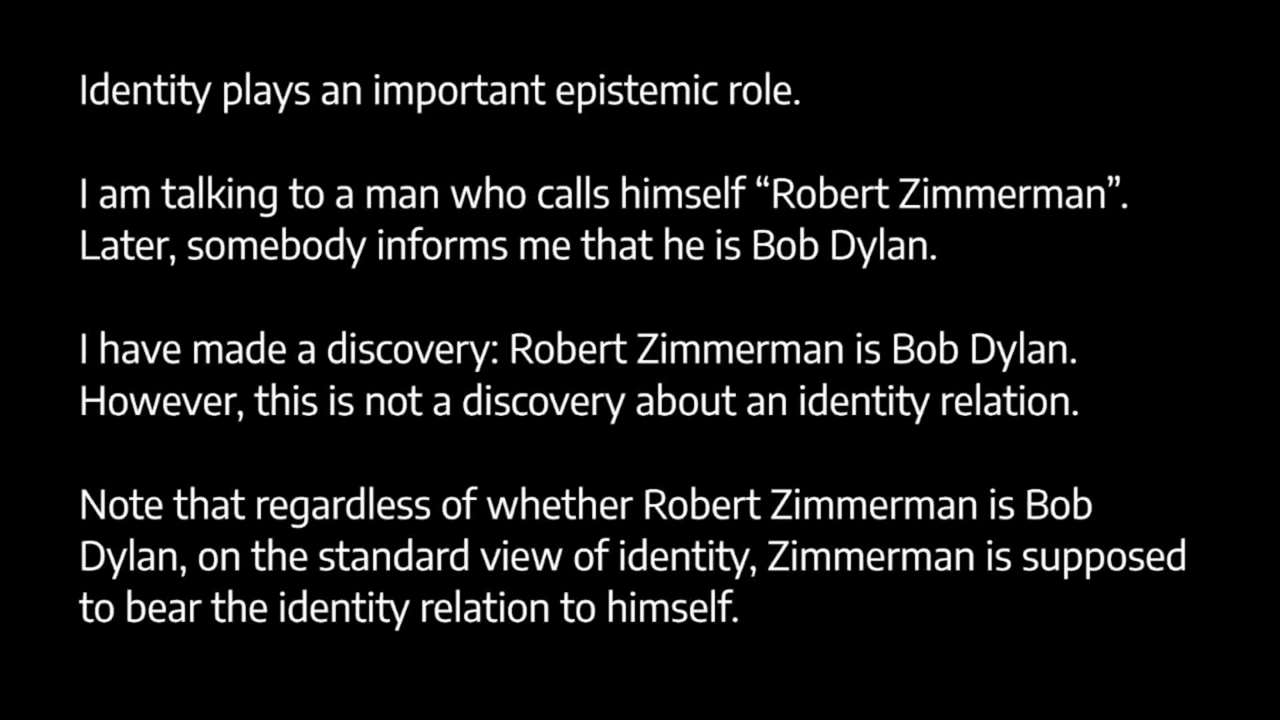 Identity plays an important epistemic role.
I am talking to a man who calls himself “Robert Zimmerman”.
Later, somebody informs me that he is Bob Dylan.
I have made a discovery: Robert Zimmerman is Bob Dylan.
However, this is not a discovery about an identity relation.
Note that regardless of whether Robert Zimmerman is Bob
Dylan, on the standard view of identity, Zimmerman is supposed
to bear the identity relation to himself.